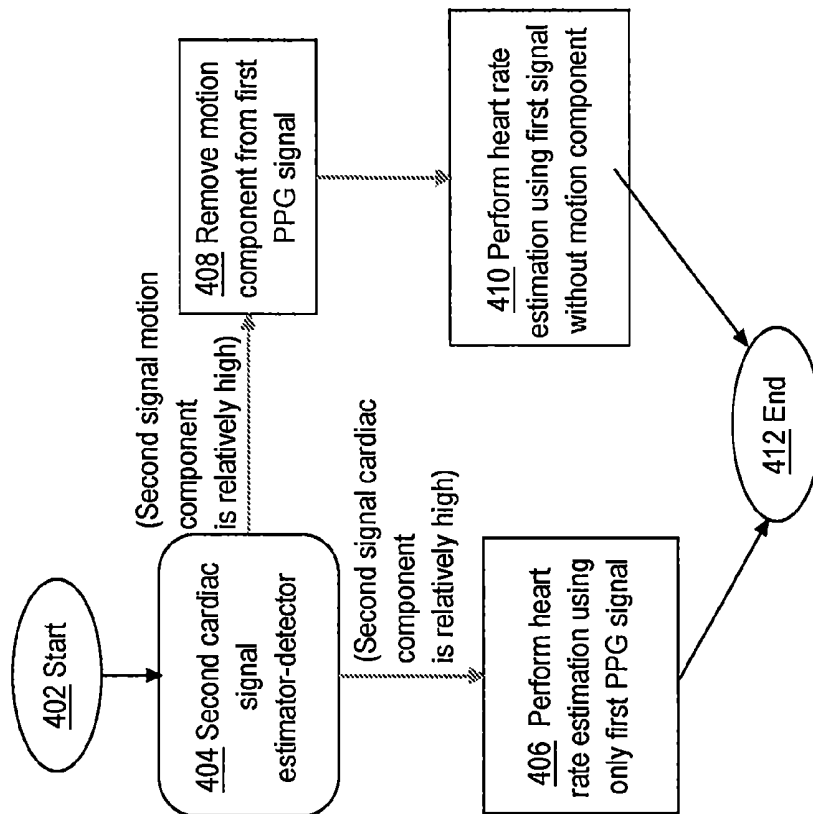 402 Start
404 Second cardiac
signal
estimator-detector
(Second signal motion
component
is relatively high)
408 Remove motion
component from first
PPG signal
(Second signal cardiac
component
is relatively high)
406 Perform heart
rate estimation using
only first PPG signal
410 Perform heart rate
estimation using first signal
without motion component
412 End